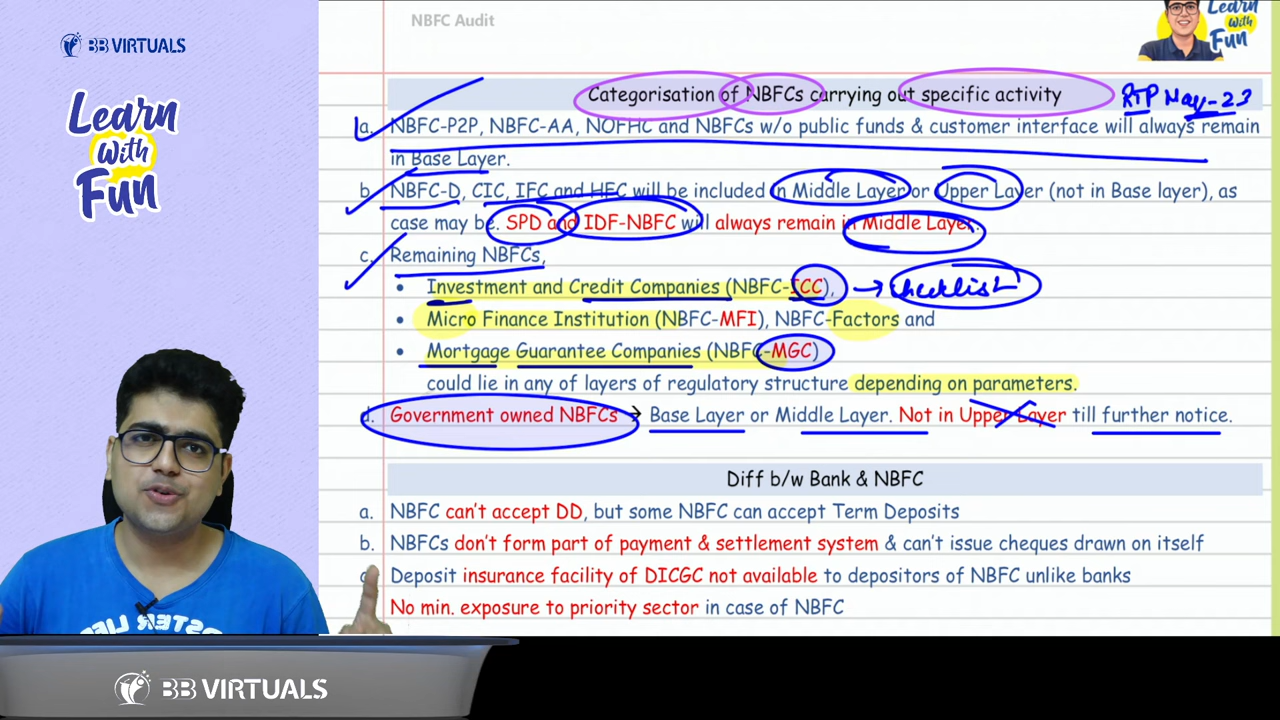 NBFC Audit
Learn
With
Fun
BB VIRTUALS
Learn
With
Fun
Categorisation of NBFCs carrying out specific activity
RTP May-23
a. NBFC-P2P, NBFC-AA, NOFHC and NBFCs w/o public funds & customer interface will always remain
in Base Layer.
b. NBFC-D, CIC, IFC and HFC will be included in Middle Layer or Upper Layer (not in Base layer), as
case may be. SPD and IDF-NBFC will always remain in Middle Layer.
c. Remaining NBFCs,
• Investment and Credit Companies (NBFC-ICC), → Checklist
• Micro Finance Institution (NBFC-MFI), NBFC-Factors and
• Mortgage Guarantee Companies (NBFC-MGC)
could lie in any of layers of regulatory structure depending on parameters.
d. Government owned NBFCs → Base Layer or Middle Layer. Not in Upper Layer till further notice.
Diff b/w Bank & NBFC
a. NBFC can't accept DD, but some NBFC can accept Term Deposits
b. NBFCs don't form part of payment & settlement system & can't issue cheques drawn on itself
c. Deposit insurance facility of DICGC not available to depositors of NBFC unlike banks
No min. exposure to priority sector in case of NBFC
BB VIRTUALS